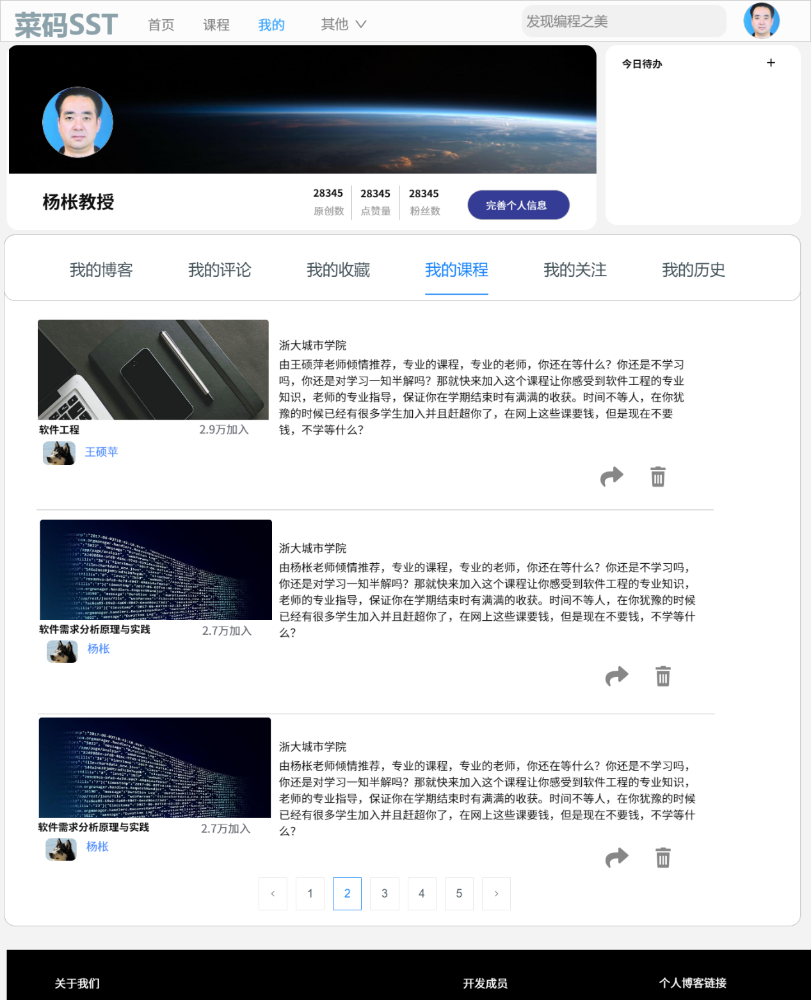 菜码SST
首页
课程
我的
其他
发现编程之美
今日待办
+
杨枨教授
28345
28345
28345
原创数
点赞量
粉丝数
完善个人信息
我的博客
我的评论
我的收藏
我的课程
我的关注
我的历史
浙大城市学院
由王硕萍老师倾情推荐，专业的课程，专业的老师，你还在等什么？你还是不学习
吗，你还是对学习一知半解吗？那就快来加入这个课程让你感受到软件工程的专业
知识，老师的专业指导，保证你在学期结束时有满满的收获。时间不等人，在你犹
豫的时候已经有很多学生加入并且赶超你了，在网上这些课要钱，但是现在不要
钱，不学等什么？
软件工程
2.9万加入
王硕苹
浙大城市学院
由杨枨老师倾情推荐，专业的课程，专业的老师，你还在等什么？你还是不学习吗，
你还是对学习一知半解吗？那就快来加入这个课程让你感受到软件工程的专业知识，
老师的专业指导，保证你在学期结束时有满满的收获。时间不等人，在你犹豫的时候
已经有很多学生加入并且赶超你了，在网上这些课要钱，但是现在不要钱，不学等什
么？
软件需求分析原理与实践
2.7万加入
杨枨
浙大城市学院
由杨枨老师倾情推荐，专业的课程，专业的老师，你还在等什么？你还是不学习吗，
你还是对学习一知半解吗？那就快来加入这个课程让你感受到软件工程的专业知识，
老师的专业指导，保证你在学期结束时有满满的收获。时间不等人，在你犹豫的时候
已经有很多学生加入并且赶超你了，在网上这些课要钱，但是现在不要钱，不学等什
么？
软件需求分析原理与实践
2.7万加入
杨枨
< 1 2 3 4 5 >
关于我们
开发成员
个人博客链接